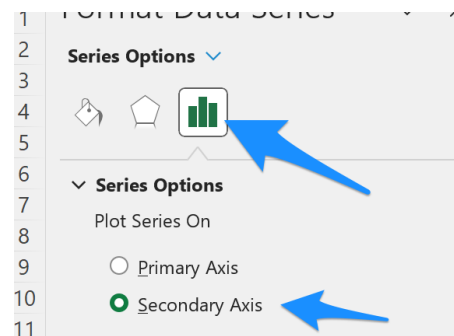 Format Data Series
1
2
Series Options
3
4
5
6
Series Options
7
Plot Series On
8
9
Primary Axis
10
Secondary Axis
11